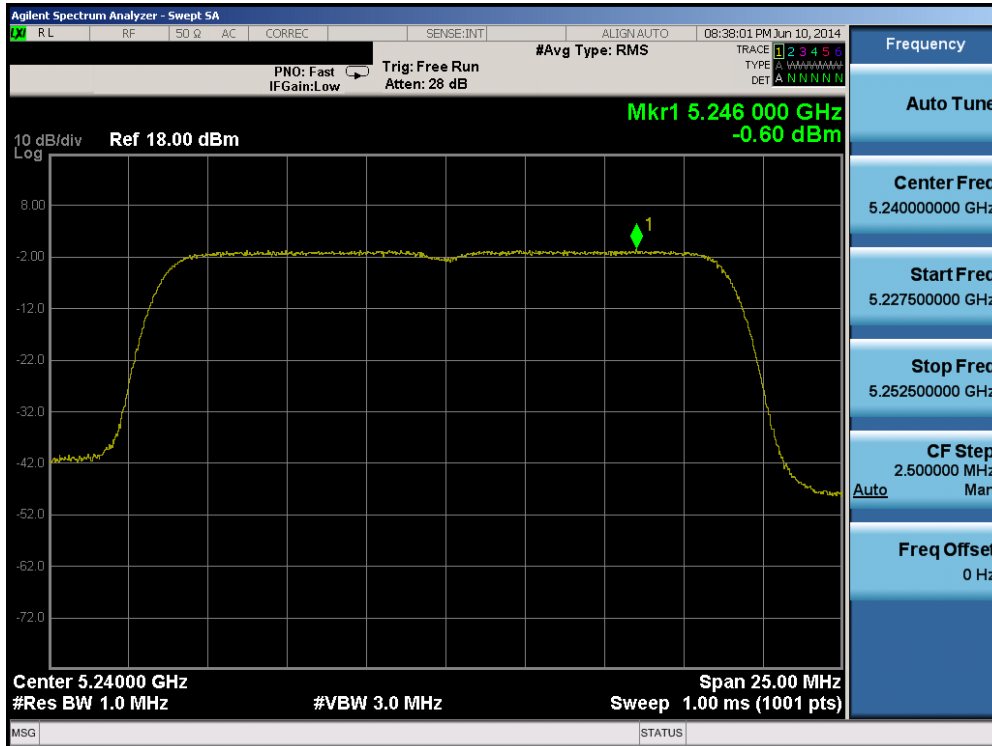 Agilent Spectrum Analyzer - Swept SA
LXI RL RF 50 Ω AC CORREC SENSE:INT ALIGN AUTO 08:38:01 PM Jun 10, 2014
#Avg Type: RMS
TRACE 1 2 3 4 5 6
TYPE A WWWWW
DET A N N N N N
PNO: Fast
IFGain:Low
Trig: Free Run
Atten: 28 dB
Mkr1 5.246 000 GHz
-0.60 dBm
10 dB/div
Log
Ref 18.00 dBm
1
8.00
-2.00
-12.0
-22.0
-32.0
-42.0
-52.0
-62.0
-72.0
Center 5.24000 GHz
Span 25.00 MHz
#Res BW 1.0 MHz
#VBW 3.0 MHz
Sweep 1.00 ms (1001 pts)
MSG
STATUS
Frequency
Auto Tune
Center Freq
5.240000000 GHz
Start Freq
5.227500000 GHz
Stop Freq
5.252500000 GHz
CF Step
2.500000 MHz
Auto Man
Freq Offset
0 Hz